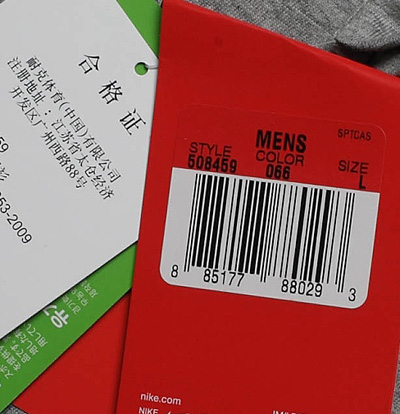 合格证
耐克体育(中国)有限公司
注册地址：江苏省太仓经济
开发区广州西路88号
59
53-2009
MENS
SPTCAS
STYLE COLOR SIZE
508459 066 L
8 85177 88029 3
nike.com
NIKE